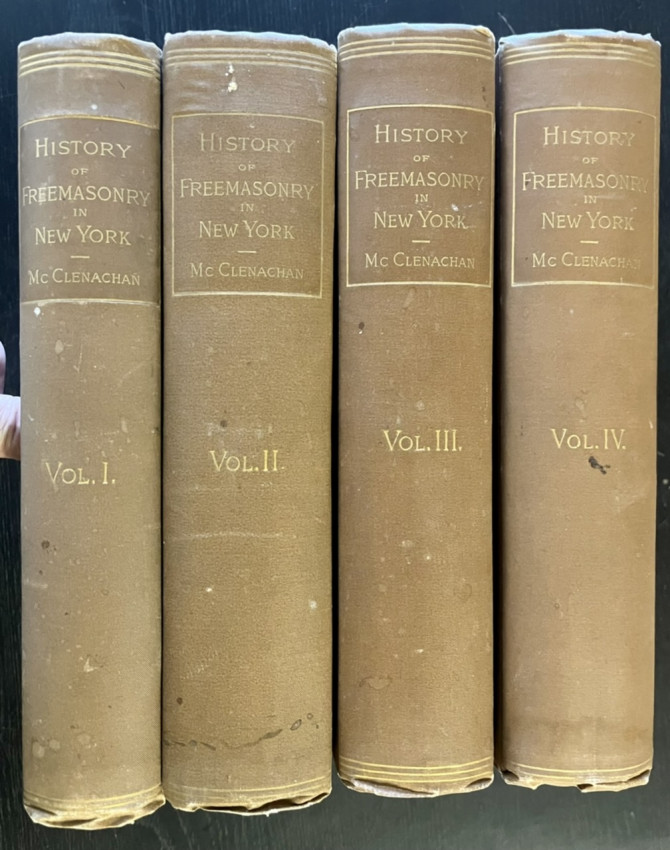 HISTORY
OF
FREEMASONRY
IN
NEW YORK
MC CLENACHAN
VOL. I.
HISTORY
OF
FREEMASONRY
IN
NEW YORK
MC CLENACHAN
VOL. II.
HISTORY
OF
FREEMASONRY
IN
NEW YORK
MC CLENACHAN
VOL. III.
HISTORY
OF
FREEMASONRY
IN
NEW YORK
MC CLENACHAN
VOL. IV.